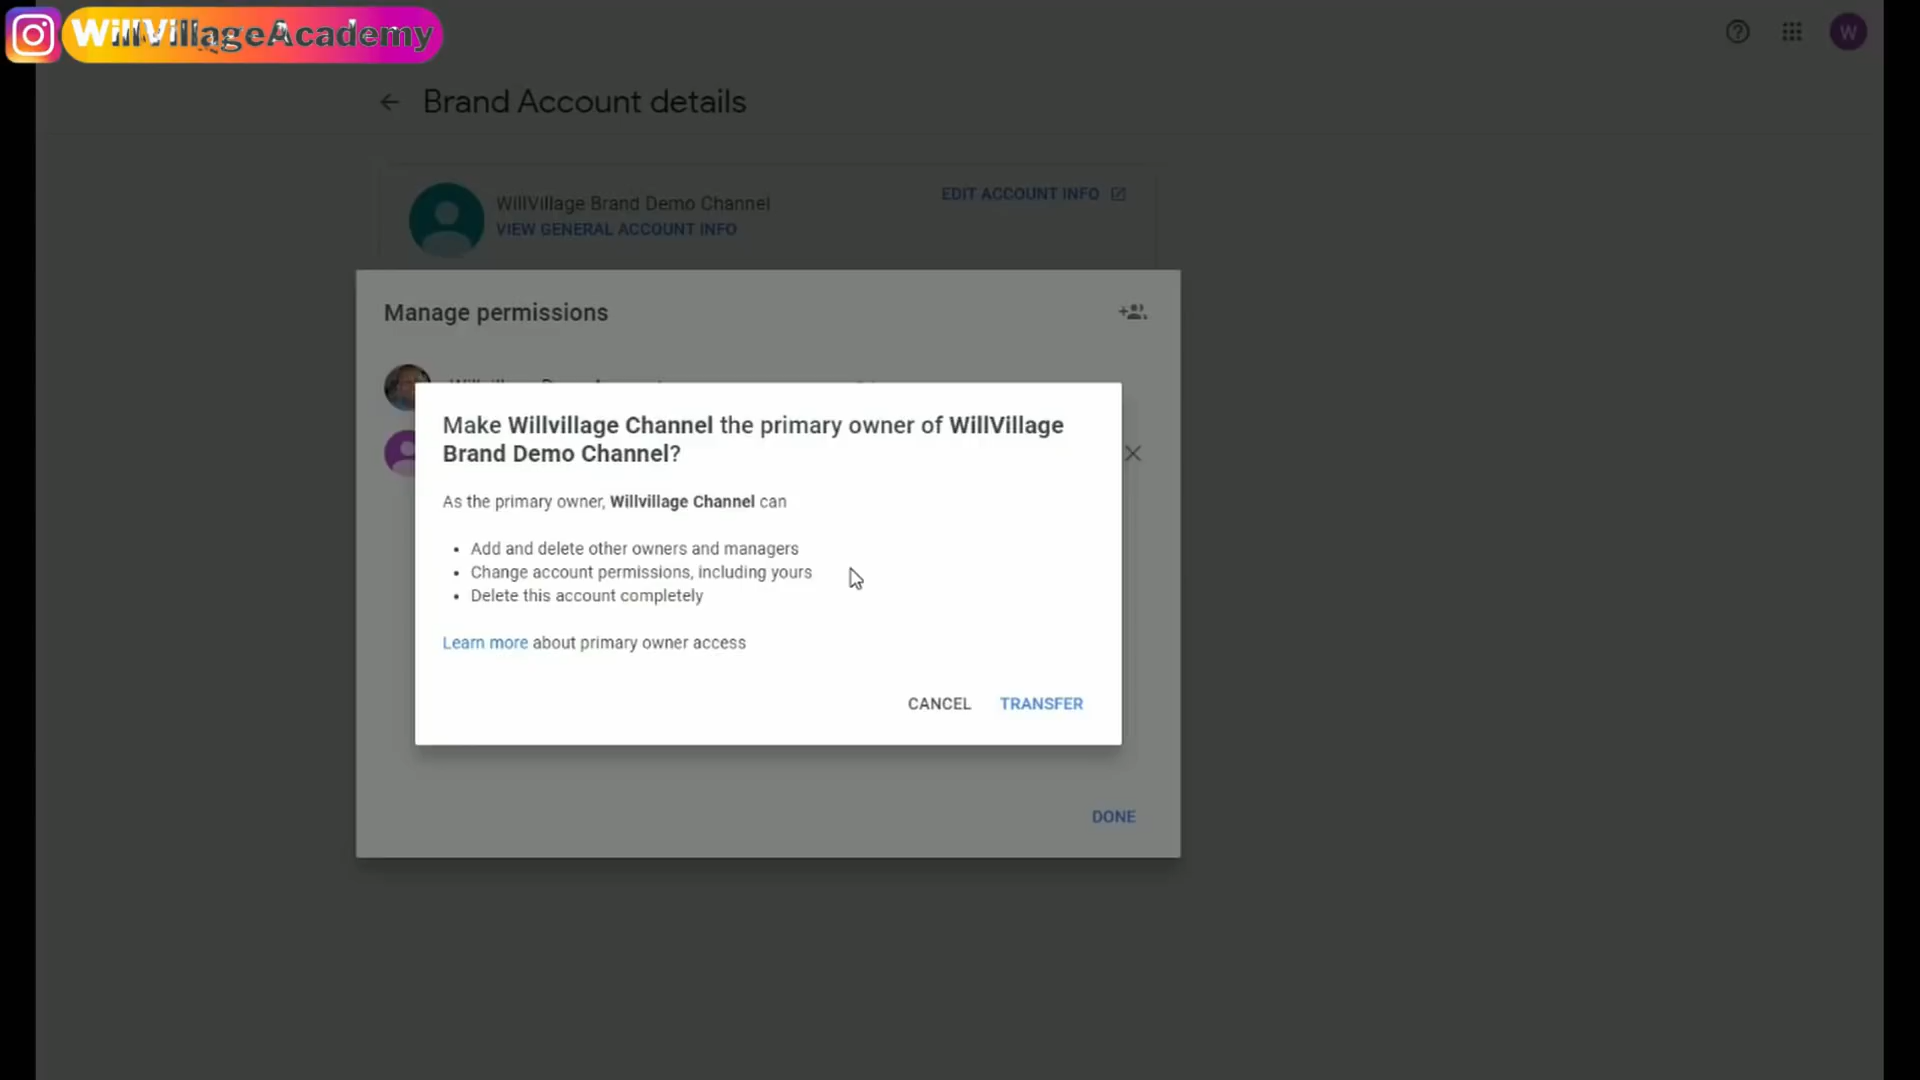 WillVillageAcademy
W
Brand Account details
WillVillage Brand Demo Channel
EDIT ACCOUNT INFO
VIEW GENERAL ACCOUNT INFO
Manage permissions
Make Willvillage Channel the primary owner of WillVillage
Brand Demo Channel?
As the primary owner, Willvillage Channel can
• Add and delete other owners and managers
• Change account permissions, including yours
• Delete this account completely
Learn more about primary owner access
CANCEL TRANSFER
DONE